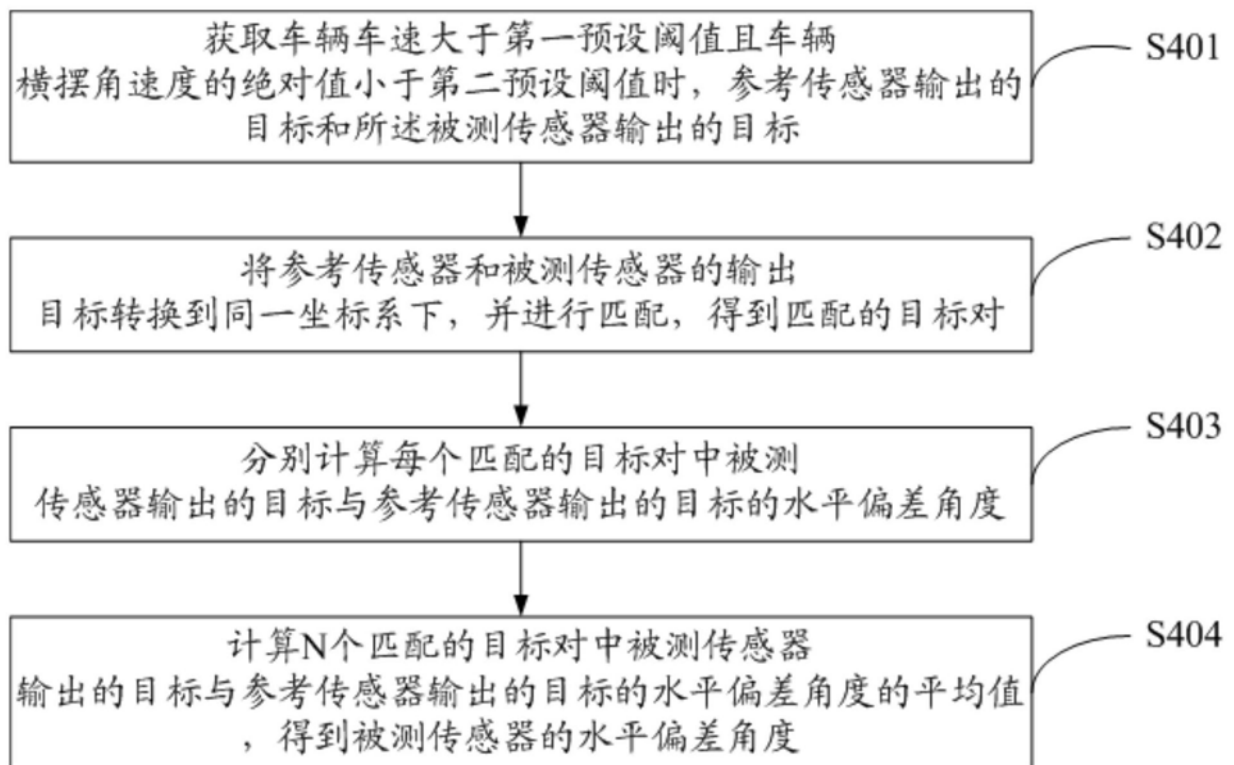 获取车辆车速大于第一预设阈值且车辆
横摆角速度的绝对值小于第二预设阈值时，参考传感器输出的
目标和所述被测传感器输出的目标
S401
将参考传感器和被测传感器的输出
目标转换到同一坐标系下，并进行匹配，得到匹配的目标对
S402
分别计算每个匹配的目标对中被测
传感器输出的目标与参考传感器输出的目标的水平偏差角度
S403
计算N个匹配的目标对中被测传感器
输出的目标与参考传感器输出的目标的水平偏差角度的平均值
，得到被测传感器的水平偏差角度
S404